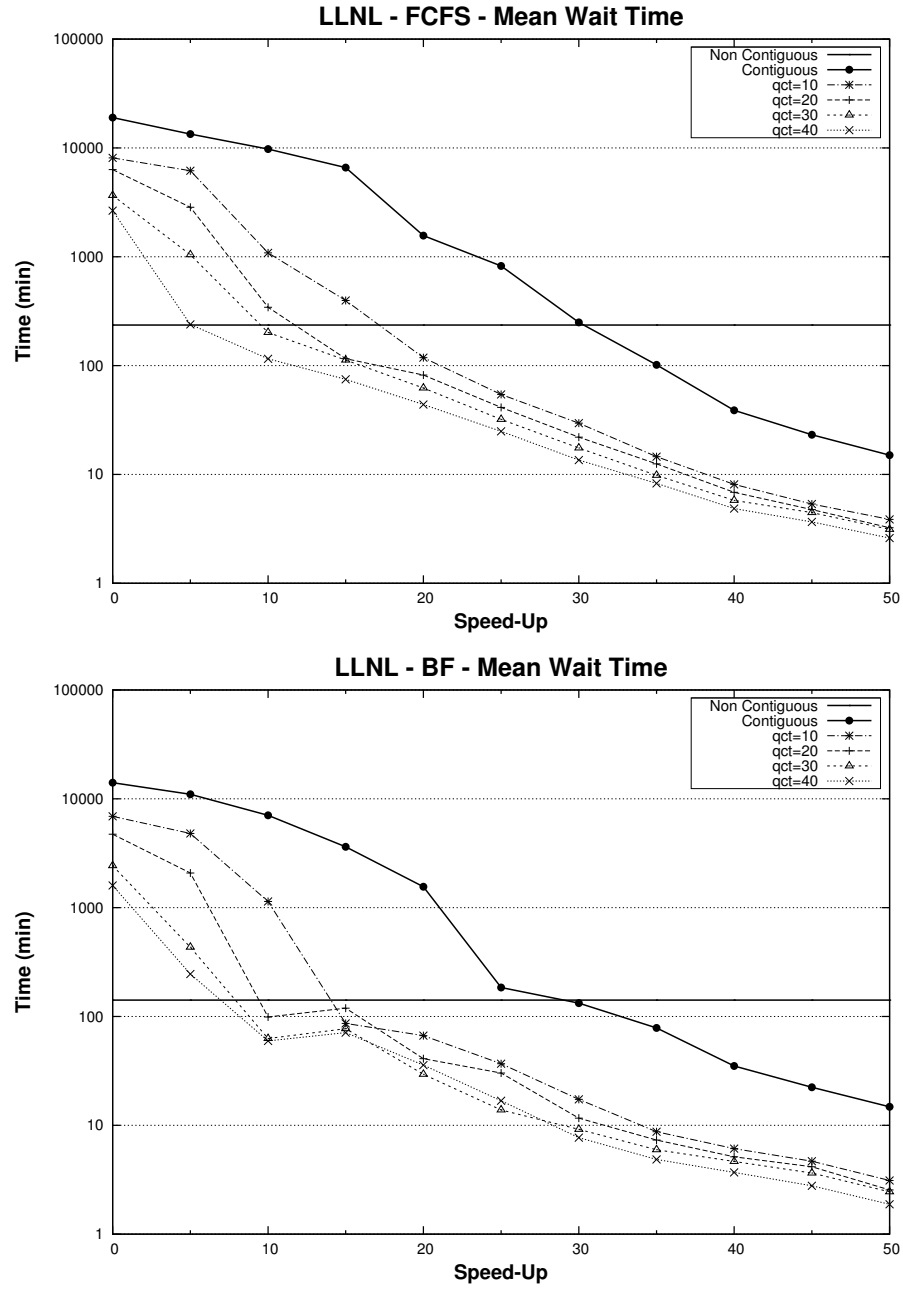 LLNL - FCFS - Mean Wait Time
100000
10000
1000
100
10
1
Time (min)
Non Contiguous
Contiguous
qct=10
qct=20
qct=30
qct=40
0 10 20 30 40 50
Speed-Up
LLNL - BF - Mean Wait Time
100000
10000
1000
100
10
1
Time (min)
Non Contiguous
Contiguous
qct=10
qct=20
qct=30
qct=40
0 10 20 30 40 50
Speed-Up